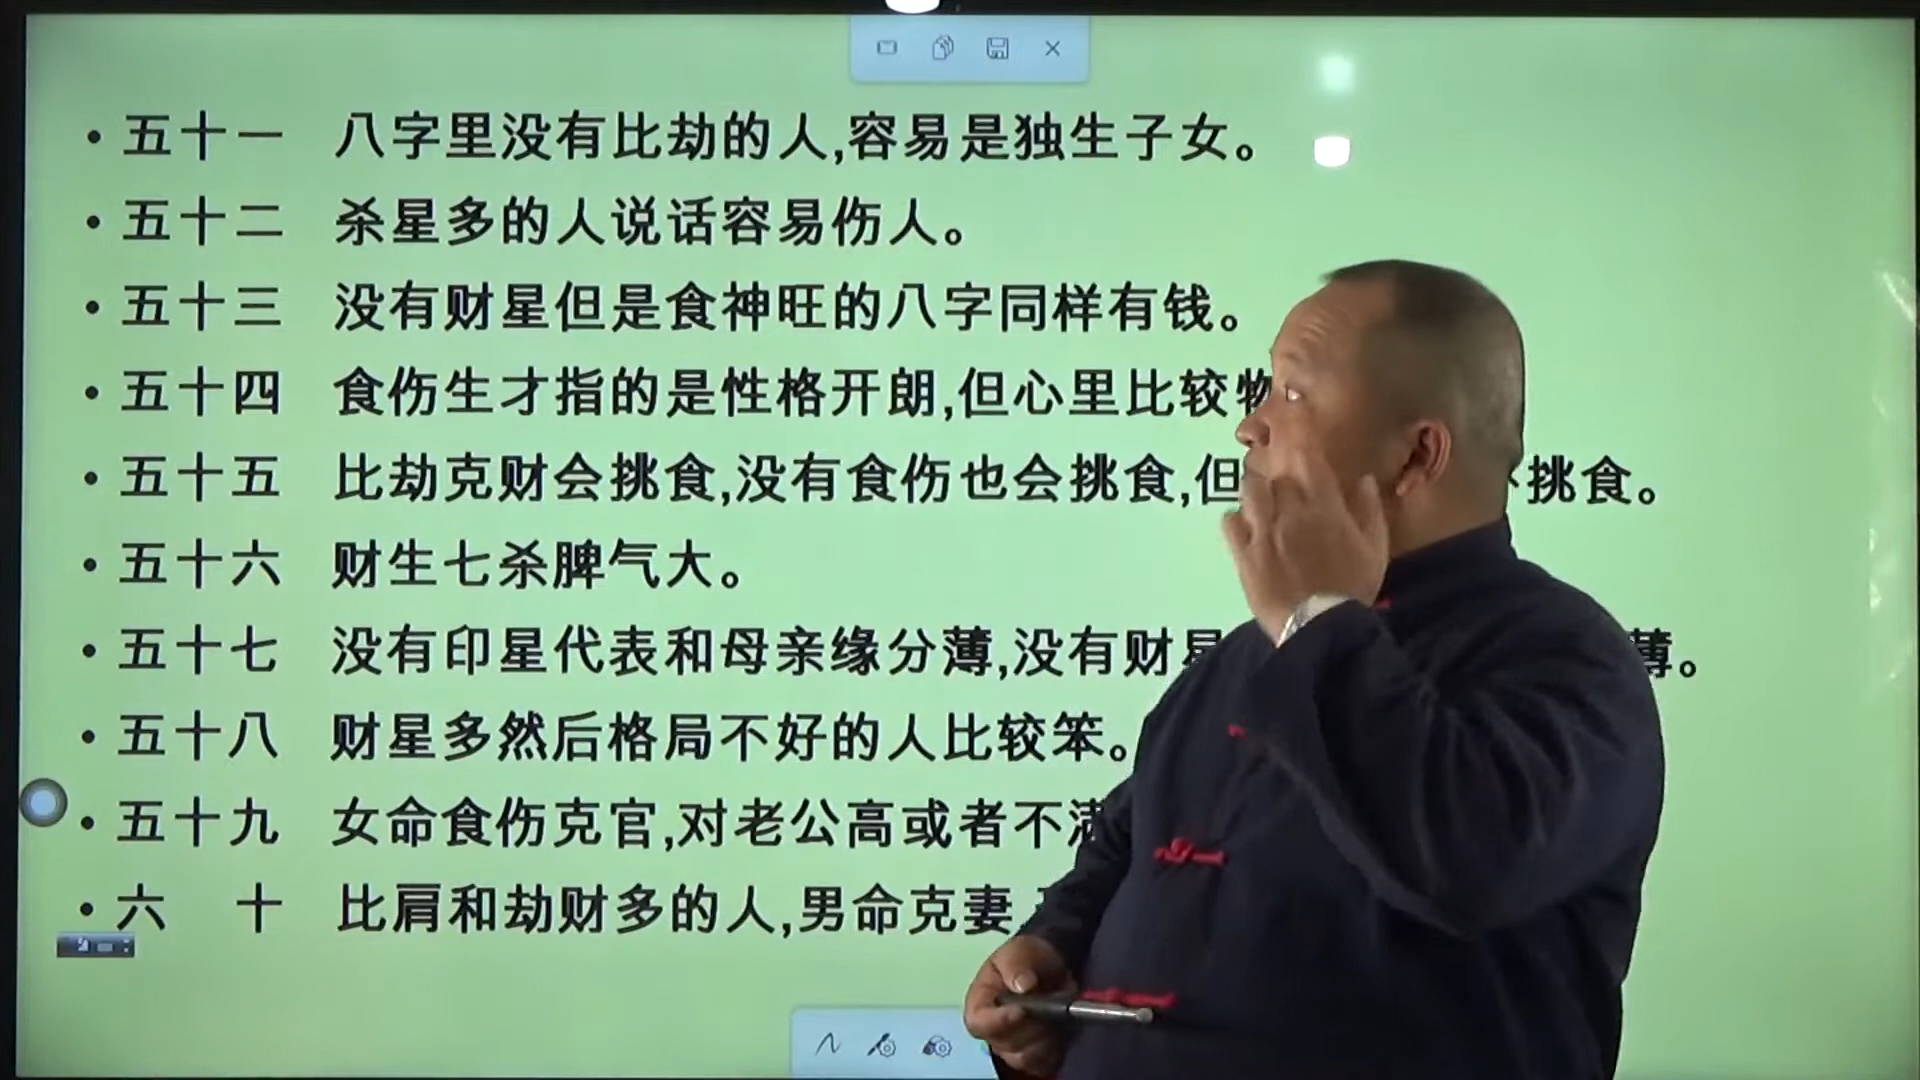 • 五十一 八字里没有比劫的人,容易是独生子女。
• 五十二 杀星多的人说话容易伤人。
• 五十三 没有财星但是食神旺的八字同样有钱。
• 五十四 食伤生才指的是性格开朗,但心里比较物
• 五十五 比劫克财会挑食,没有食伤也会挑食,但 挑食。
• 五十六 财生七杀脾气大。
• 五十七 没有印星代表和母亲缘分薄,没有财星 薄。
• 五十八 财星多然后格局不好的人比较笨。
• 五十九 女命食伤克官,对老公高或者不满
• 六 十 比肩和劫财多的人,男命克妻